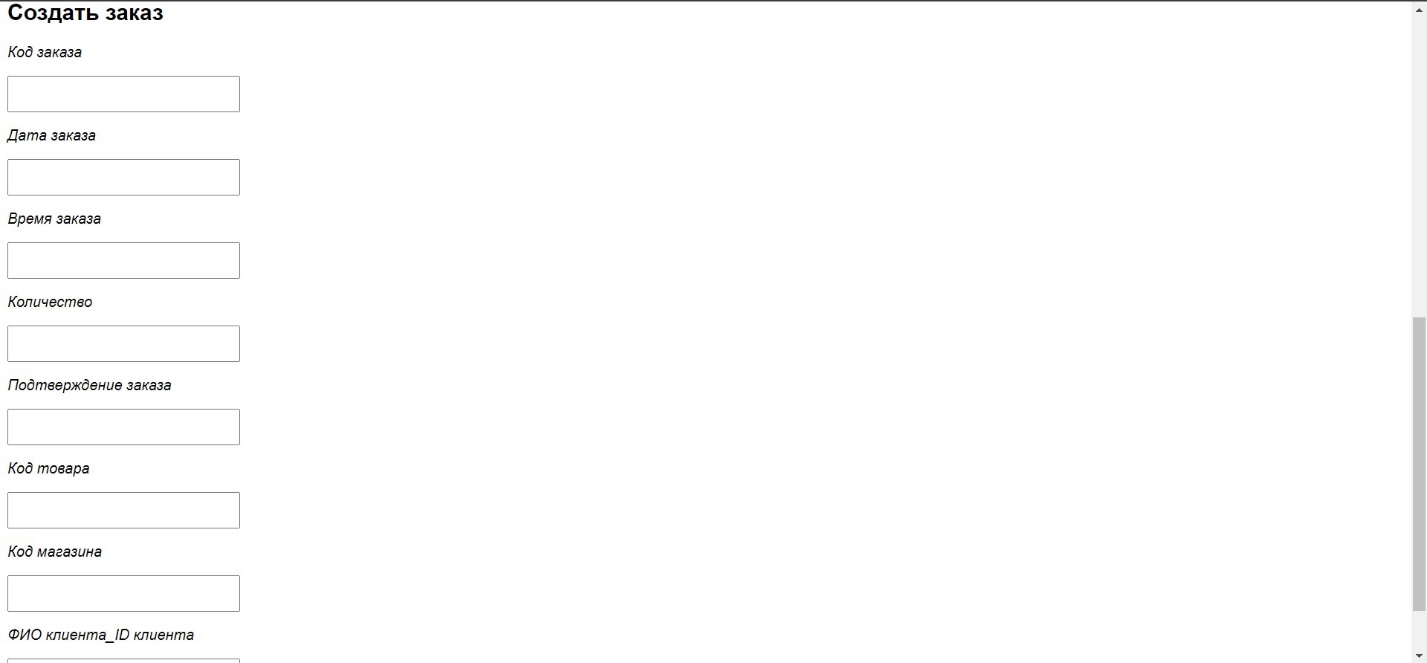 Создать заказ
Код заказа
Дата заказа
Время заказа
Количество
Подтверждение заказа
Код товара
Код магазина
ФИО клиента_ID клиента